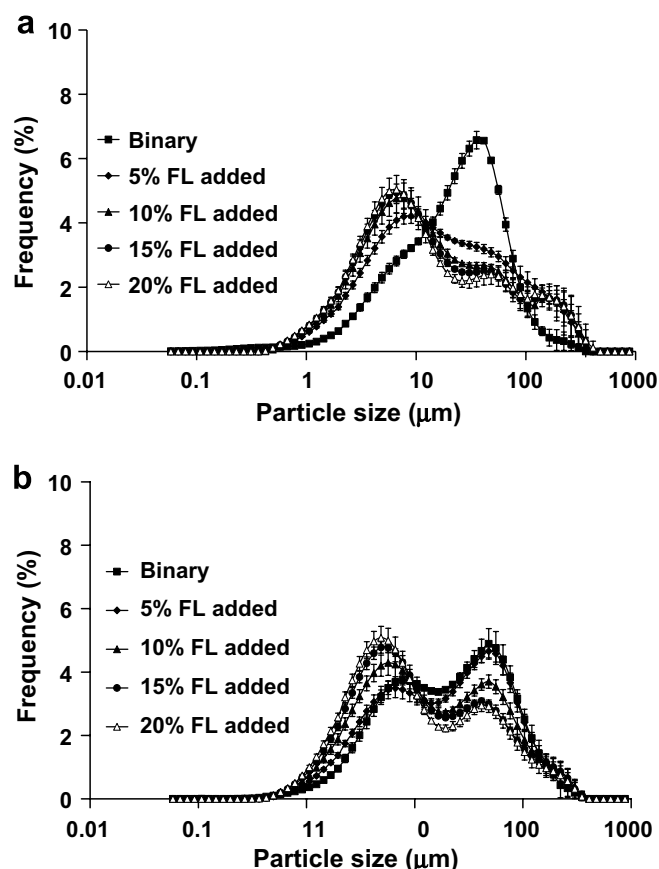 a
10
8
6
4
2
0
Frequency (%)
Binary
5% FL added
10% FL added
15% FL added
20% FL added
0.01 0.1 1 10 100 1000
Particle size (μm)
b
10
8
6
4
2
0
Frequency (%)
Binary
5% FL added
10% FL added
15% FL added
20% FL added
0.01 0.1 11 0 100 1000
Particle size (μm)